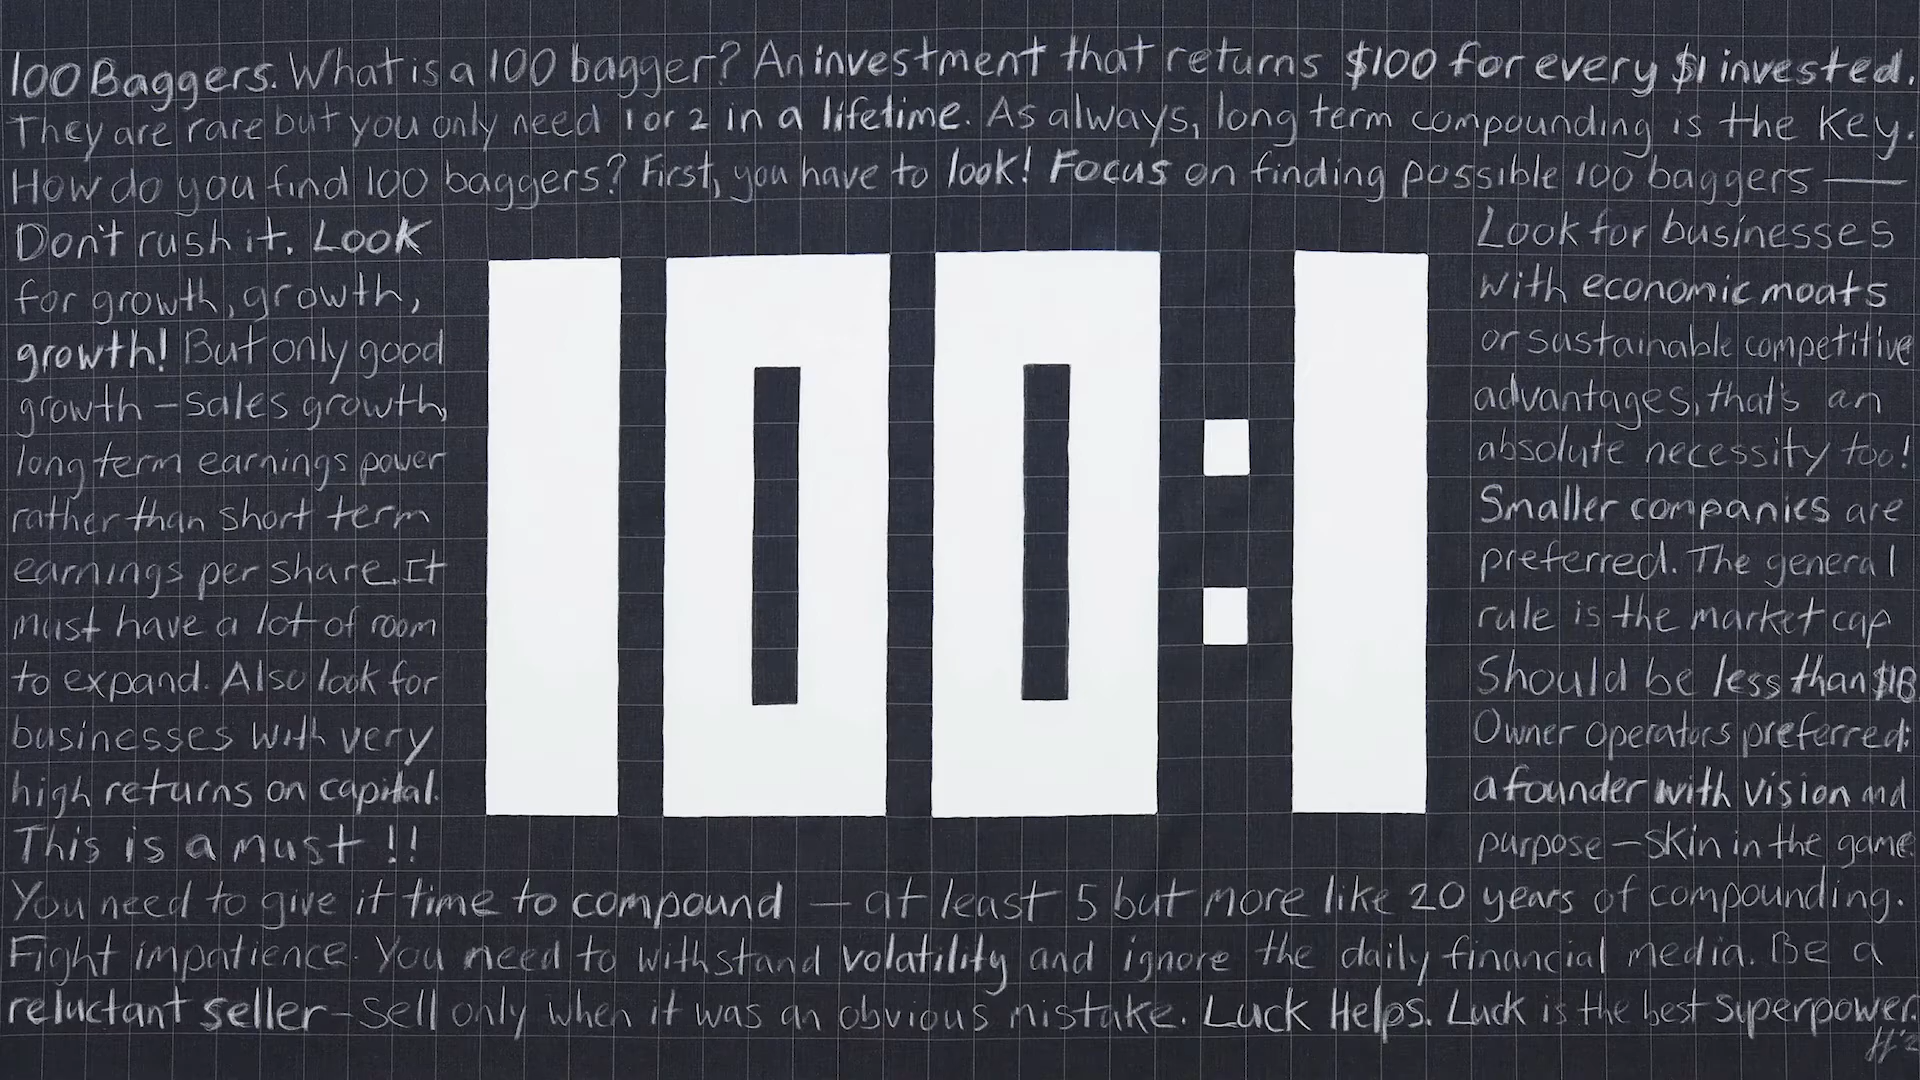 100 Baggers. What is a 100 bagger? An investment that returns $100 for every $1 invested.
They are rare but you only need 1 or 2 in a lifetime. As always, long term compounding is the key.
How do you find 100 baggers? First, you have to look! Focus on finding possible 100 baggers —
Don't rush it. Look
for growth, growth,
growth! But only good
growth – sales growth,
long term earnings power
rather than short term
earnings per share. It
must have a lot of room
to expand. Also look for
businesses with very
high returns on capital.
This is a must !!
100:1
Look for businesses
with economic moats
or sustainable competitive
advantages, that's an
absolute necessity too!
Smaller companies are
preferred. The general
rule is the market cap
Should be less than $1B
Owner operators preferred:
a founder with vision and
purpose – skin in the game
You need to give it time to compound — at least 5 but more like 20 years of compounding.
Fight impatience. You need to withstand volatility and ignore the daily financial media. Be a
reluctant seller – sell only when it was an obvious mistake. Luck Helps. Luck is the best Superpower.